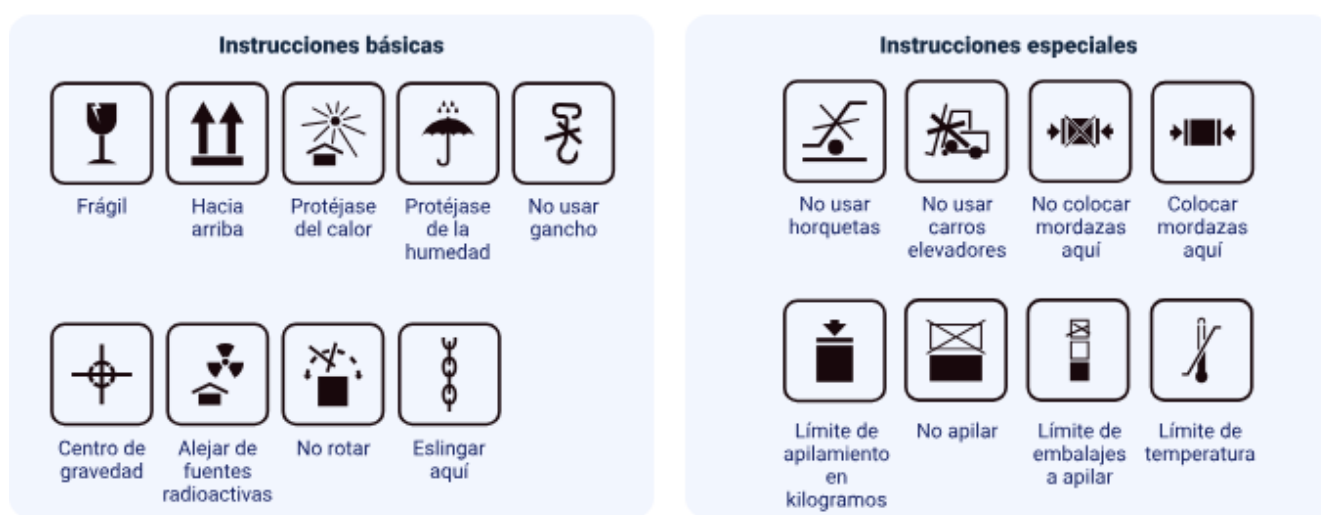 Instrucciones básicas
Frágil
Hacia
arriba
Protéjase
del calor
Protéjase
de la
humedad
No usar
gancho
Centro de
gravedad
Alejar de
fuentes
radioactivas
No rotar
Eslingar
aquí
Instrucciones especiales
No usar
horquetas
No usar
carros
elevadores
No colocar
mordazas
aquí
Colocar
mordazas
aquí
Límite de
apilamiento
en
kilogramos
No apilar
Límite de
embalajes
a apilar
Límite de
temperatura